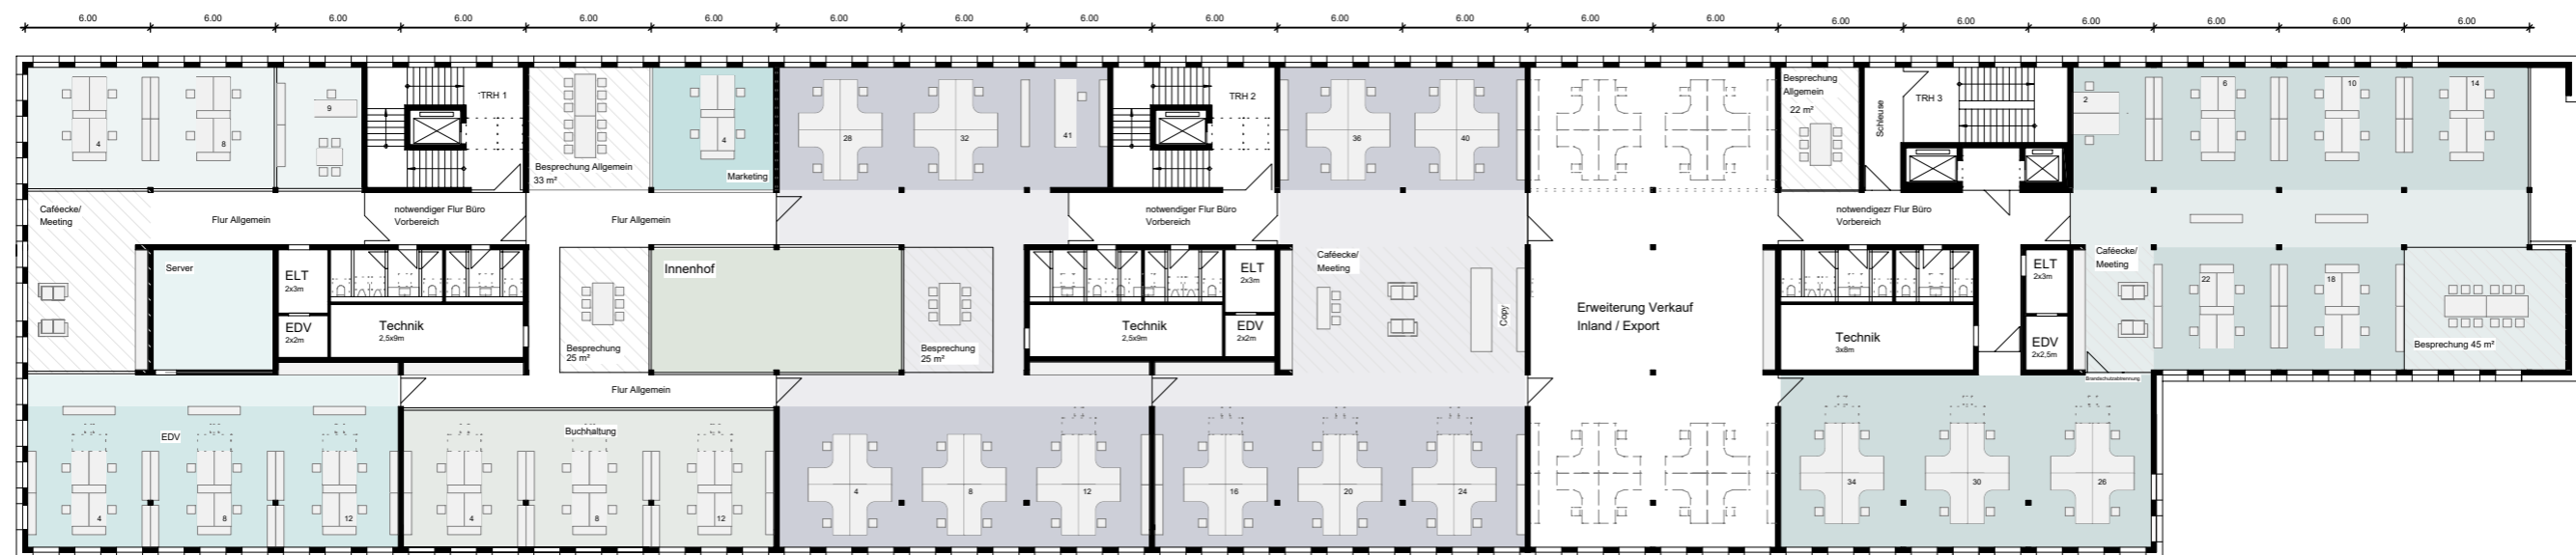 6.00 6.00 6.00 6.00 6.00 6.00 6.00 6.00 6.00 6.00 6.00 6.00 6.00 6.00 6.00 6.00 6.00 6.00 6.00 6.00
4
8
9
TRH 1
Besprechung Allgemein
33 m²
4
Marketing
28
32
41
TRH 2
36
40
Besprechung
Allgemein
22 m²
Schleuse
TRH 3
2
6
10
14
Caféecke/
Meeting
Flur Allgemein
notwendiger Flur Büro
Vorbereich
Flur Allgemein
notwendiger Flur Büro
Vorbereich
notwendigezr Flur Büro
Vorbereich
Server
ELT
2x3m
EDV
2x2m
Technik
2,5x9m
Besprechung
25 m²
Innenhof
Besprechung
25 m²
Technik
2,5x9m
ELT
2x3m
EDV
2x2m
Caféecke/
Meeting
Copy
Erweiterung Verkauf
Inland / Export
Technik
3x8m
ELT
2x3m
EDV
2x2,5m
Caféecke/
Meeting
22
18
Besprechung 45 m²
Brandschutzabtrennung
Flur Allgemein
EDV
4
8
12
Buchhaltung
4
8
12
4
8
12
16
20
24
34
30
26